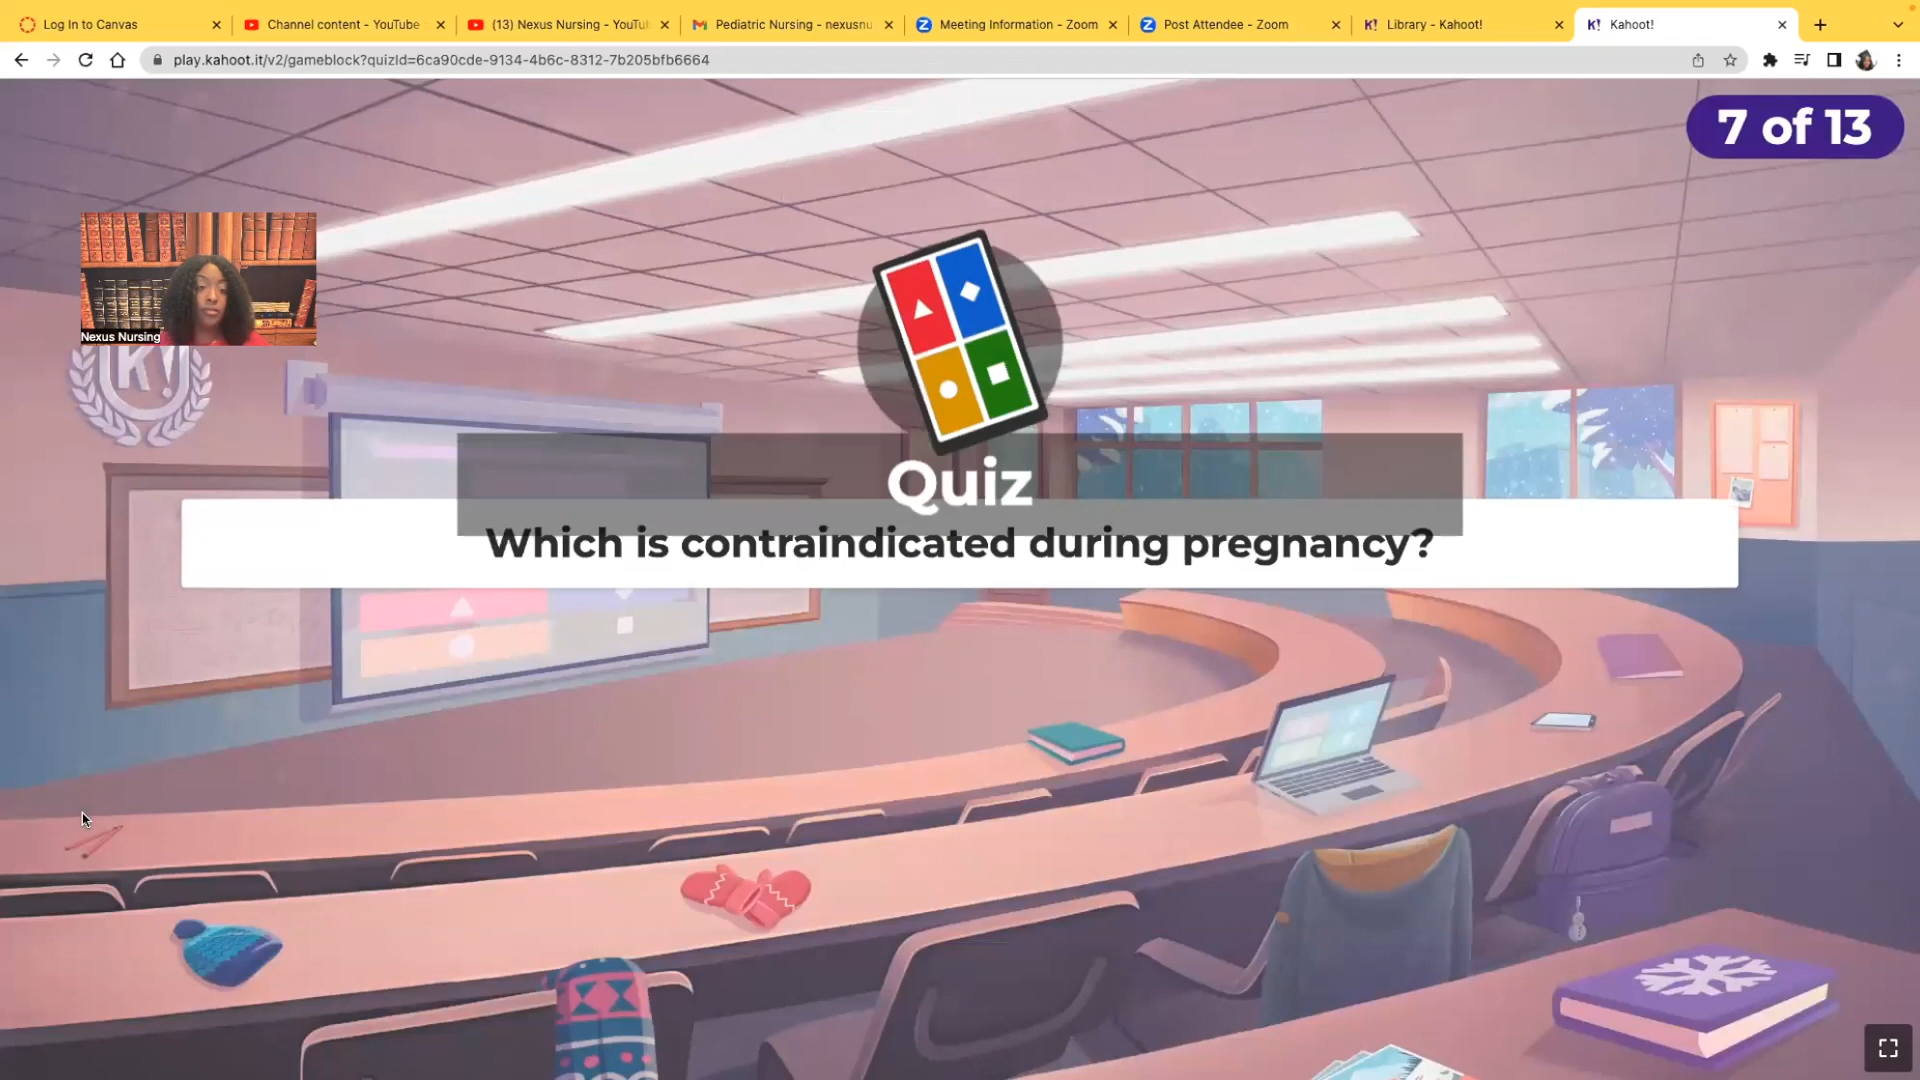 Log In to Canvas
Channel content - YouTube
(13) Nexus Nursing - YouTu
Pediatric Nursing - nexusnu
Meeting Information - Zoom
Post Attendee - Zoom
K! Library - Kahoot!
K! Kahoot!
play.kahoot.it/v2/gameblock?quizId=6ca90cde-9134-4b6c-8312-7b205bfb6664
7 of 13
Nexus Nursing
K!
Quiz
Which is contraindicated during pregnancy?